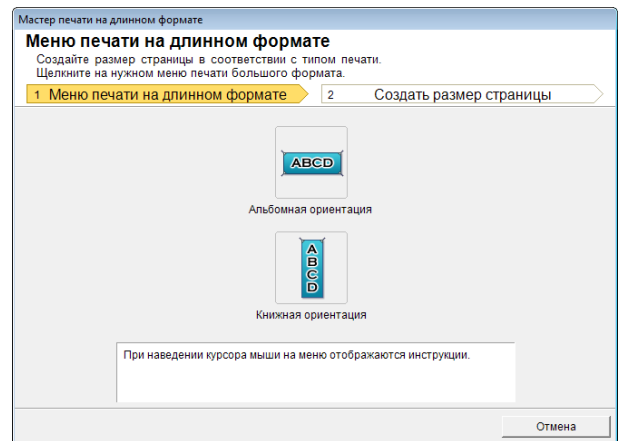 Мастер печати на длинном формате
Меню печати на длинном формате
Создайте размер страницы в соответствии с типом печати.
Щелкните на нужном меню печати большого формата.
1 Меню печати на длинном формате
2 Создать размер страницы
ABCD
Альбомная ориентация
A
B
C
D
Книжная ориентация
При наведении курсора мыши на меню отображаются инструкции.
Отмена